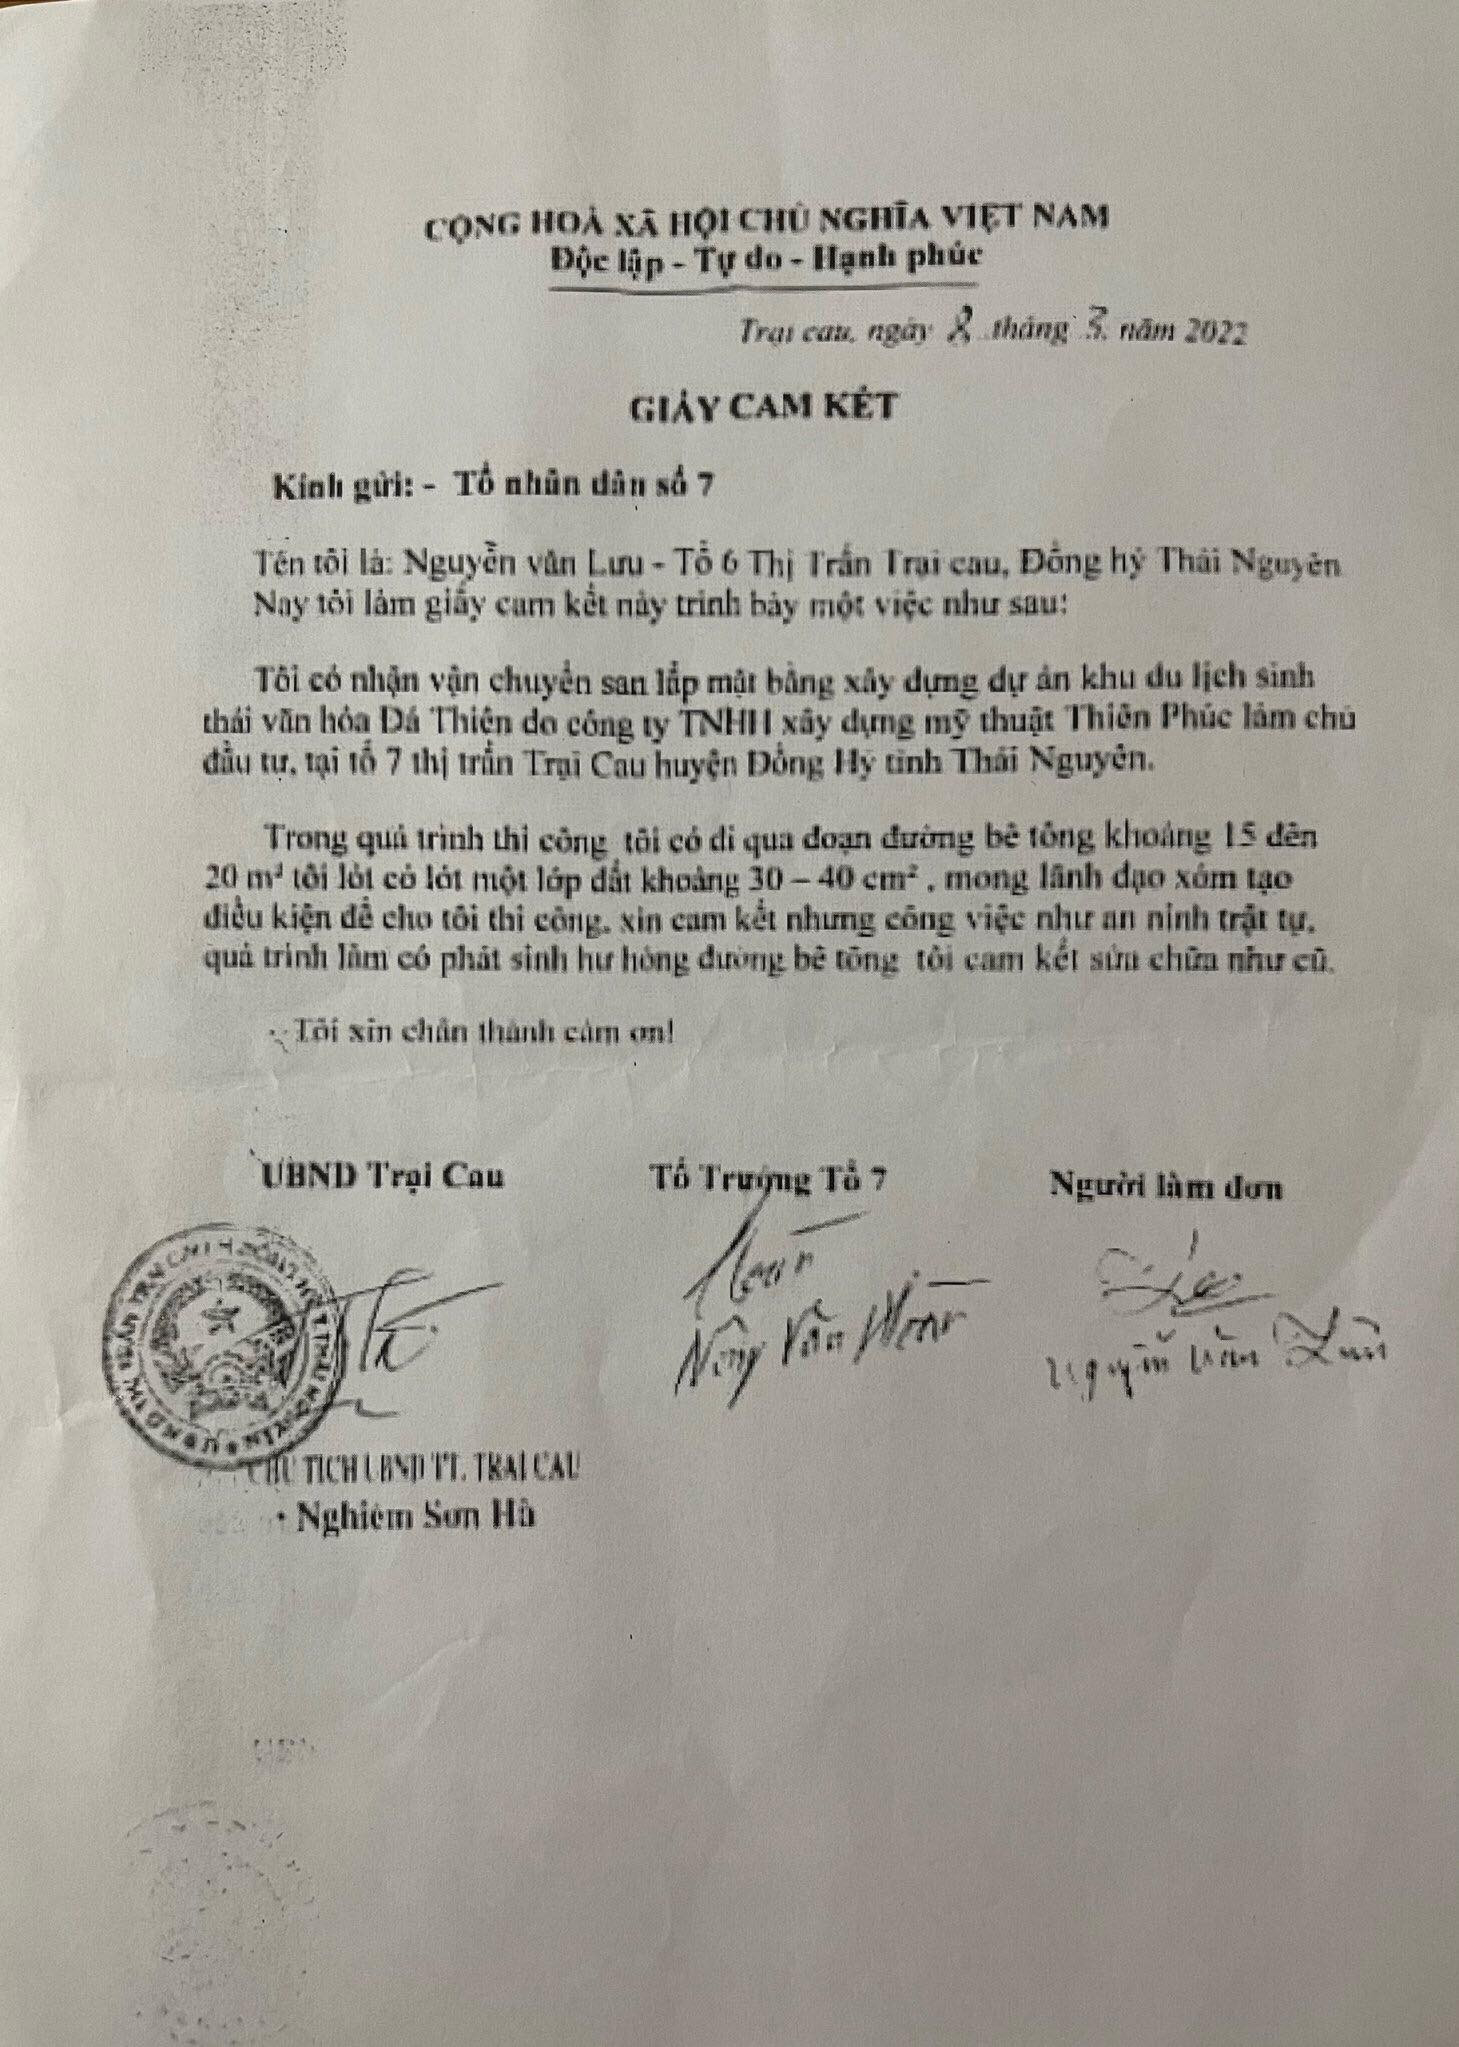 CỘNG HOÀ XÃ HỘI CHỦ NGHĨA VIỆT NAM
Độc lập - Tự do - Hạnh phúc
Trại cau, ngày 8 tháng 3 năm 2022
GIẤY CAM KẾT
Kính gửi: - Tổ nhân dân số 7
Tên tôi là: Nguyễn văn Lưu - Tổ 6 Thị Trấn Trại cau, Đồng hỷ Thái Nguyên
Nay tôi làm giấy cam kết này trình bày một việc như sau:
Tôi có nhận vận chuyển san lấp mặt bằng xây dựng dự án khu du lịch sinh
thái văn hóa Đá Thiên do công ty TNHH xây dựng mỹ thuật Thiên Phúc làm chủ
đầu tư, tại tổ 7 thị trấn Trại Cau huyện Đồng Hỷ tỉnh Thái Nguyên.
Trong quá trình thi công tôi có đi qua đoạn đường bê tông khoảng 15 đến
20 m² tôi lót có lót một lớp đất khoảng 30 – 40 cm² , mong lãnh đạo xóm tạo
điều kiện để cho tôi thi công, xin cam kết nhưng công việc như an ninh trật tự,
quá trình làm có phát sinh hư hỏng đường bê tông tôi cam kết sửa chữa như cũ.
Tôi xin chân thành cảm ơn!
UBND Trại Cau Tổ Trưởng Tổ 7 Người làm đơn
Nông Văn Nguyễn Văn Lưu
CHỦ TỊCH UBND TT. TRẠI CAU
Nghiêm Sơn Hà